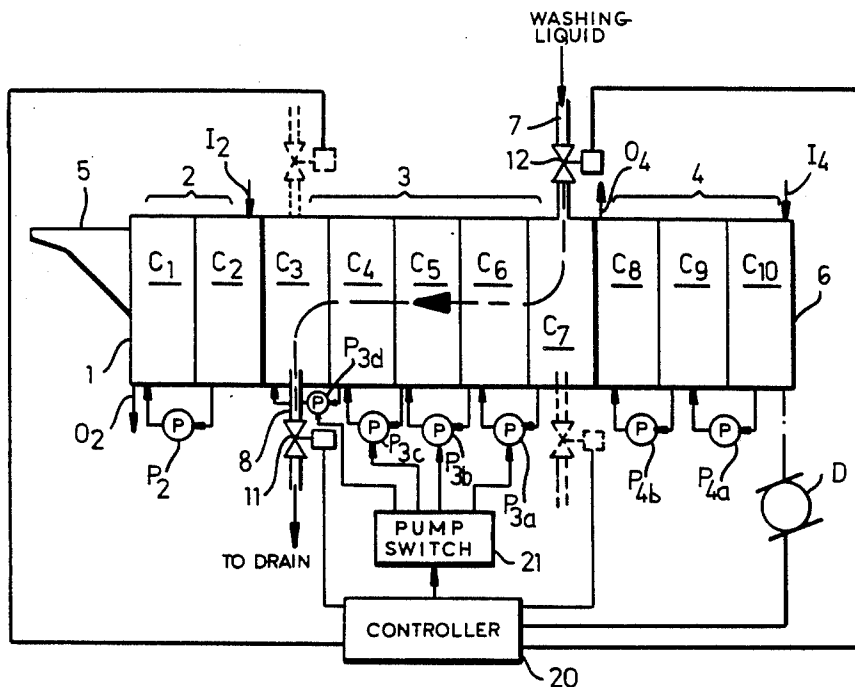 WASHING
LIQUID
7
12
I2
O4
I4
5
2
3
4
C1
C2
C3
C4
C5
C6
C7
C8
C9
C10
6
1
O2
P
P2
8
11
P
P3d
P
P3c
P
P3b
P
P3a
P
P4b
P
P4a
D
TO DRAIN
PUMP
SWITCH
21
CONTROLLER
20